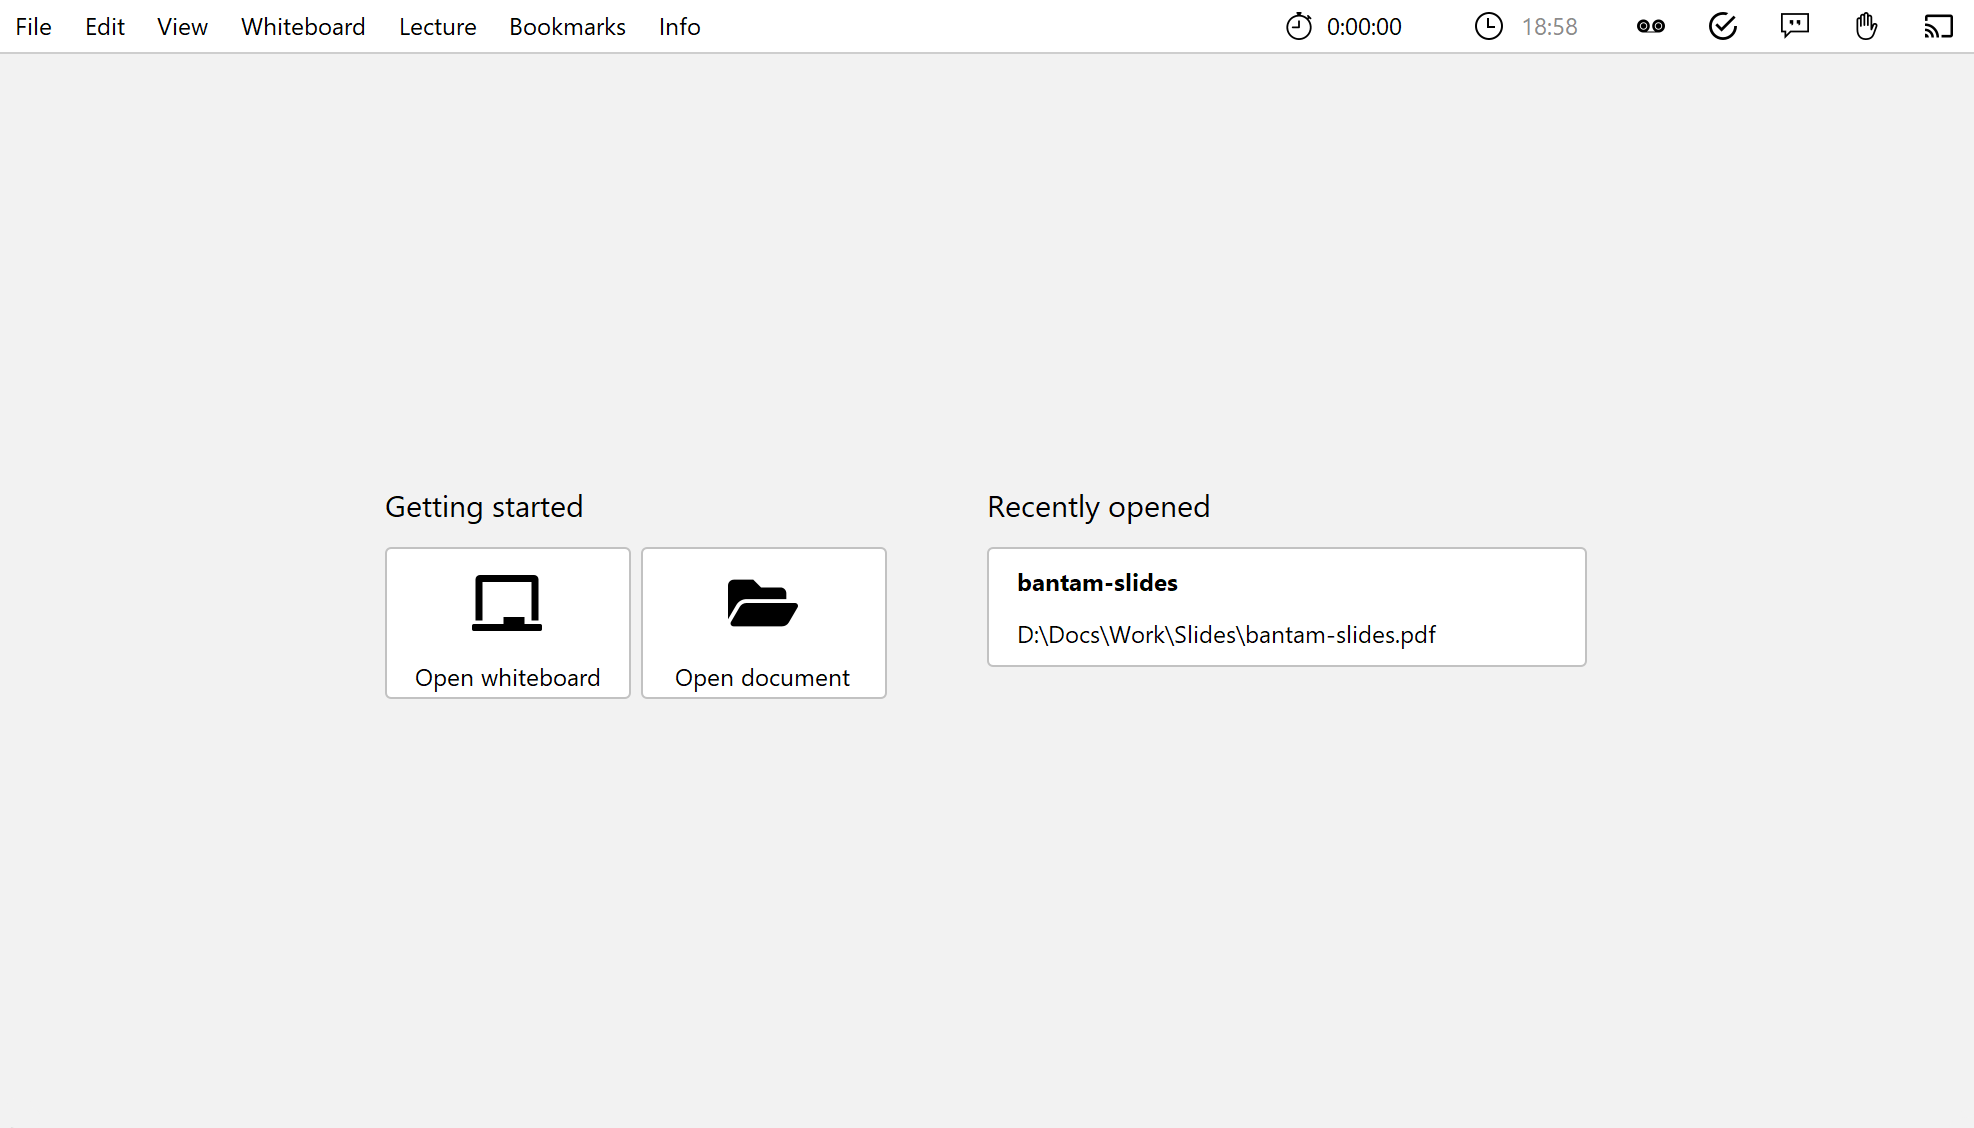 File Edit View Whiteboard Lecture Bookmarks Info 0:00:00 18:58
Getting started
Open whiteboard Open document
Recently opened
bantam-slides
D:\Docs\Work\Slides\bantam-slides.pdf